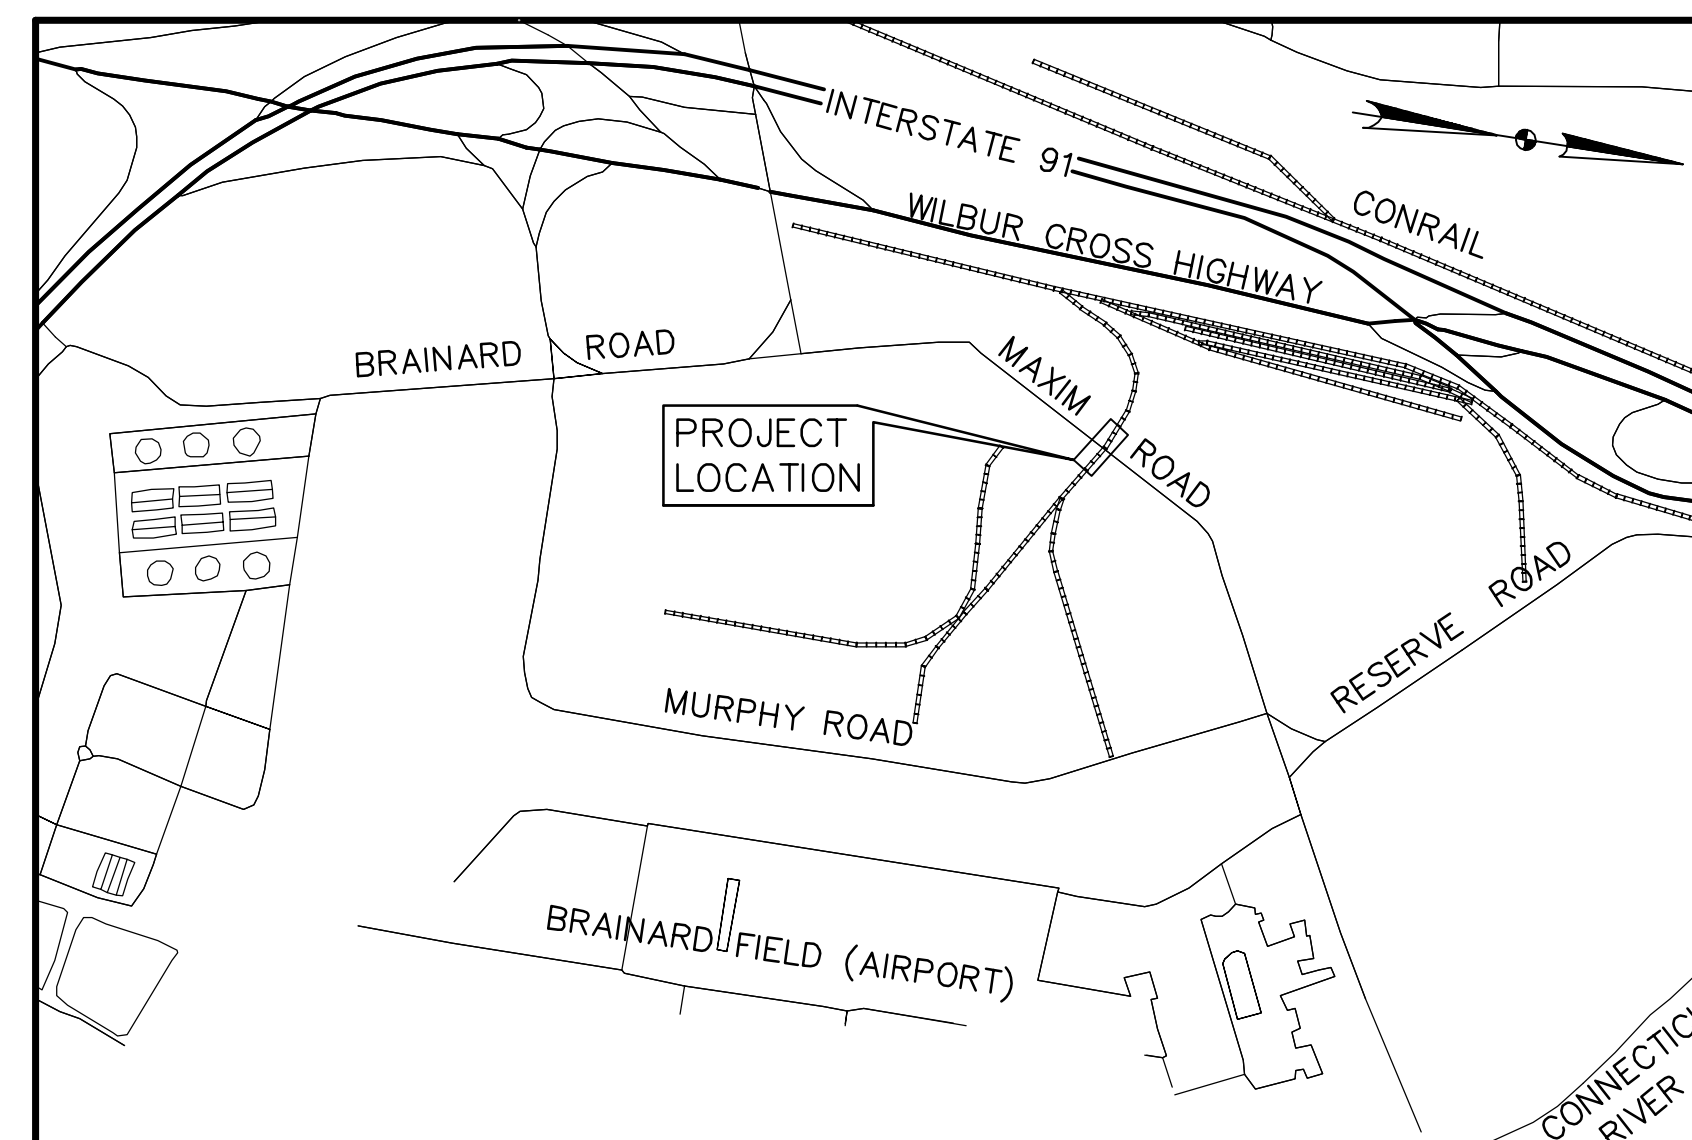 INTERSTATE 91
CONRAIL
WILBUR CROSS HIGHWAY
BRAINARD ROAD
MAXIM ROAD
PROJECT
LOCATION
RESERVE ROAD
MURPHY ROAD
BRAINARD FIELD (AIRPORT)
CONNECTIC
RIVER